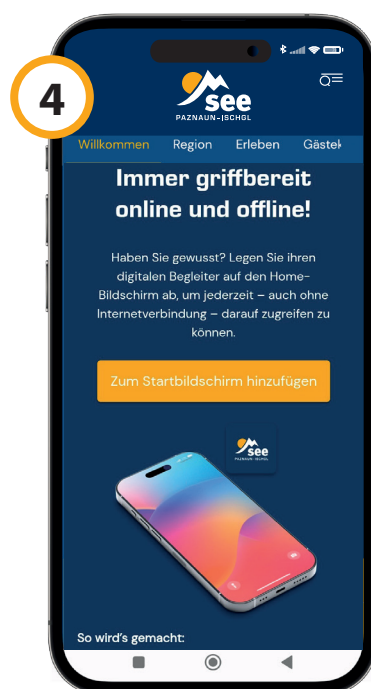 4
see
PAZNAUN-ISCHGL
Willkommen Region Erleben Gästek
Immer griffbereit
online und offline!
Haben Sie gewusst? Legen Sie ihren
digitalen Begleiter auf den Home-
Bildschirm ab, um jederzeit – auch ohne
Internetverbindung – darauf zugreifen zu
können.
Zum Startbildschirm hinzufügen
see
PAZNAUN-ISCHGL
So wird's gemacht: